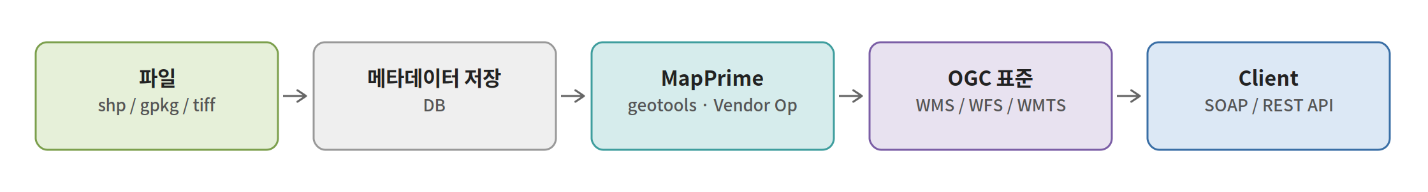 파일
shp / gpkg / tiff
메타데이터 저장
DB
MapPrime
geotools · Vendor Op
OGC 표준
WMS / WFS / WMTS
Client
SOAP / REST API